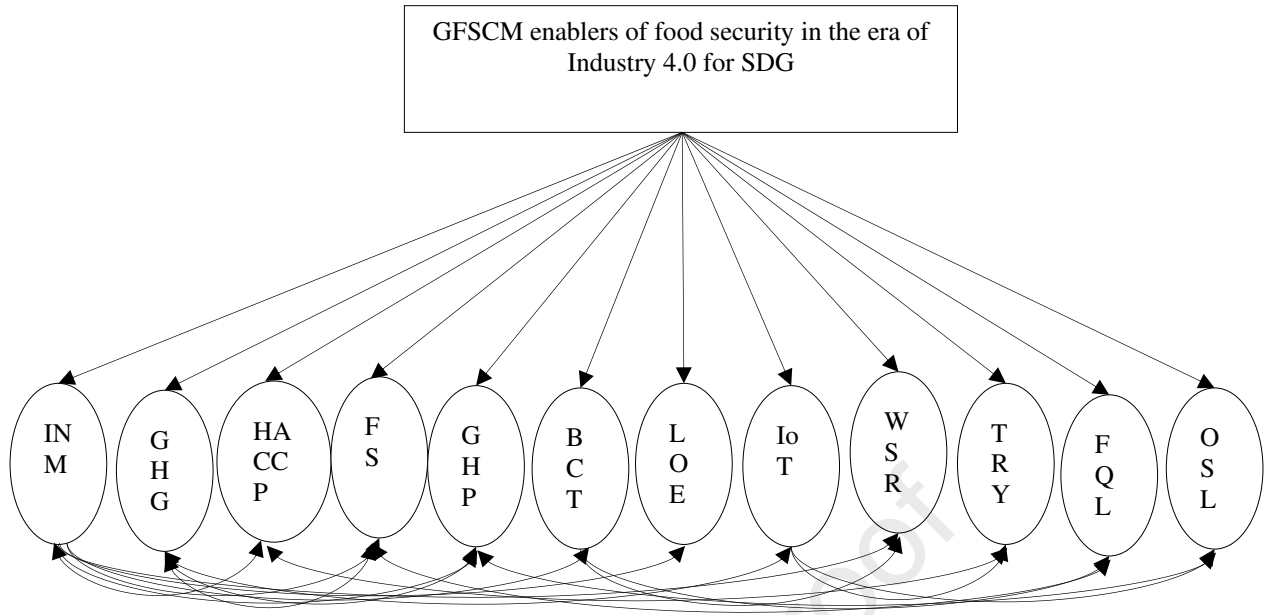 GFSCM enablers of food security in the era of
Industry 4.0 for SDG
IN
M
G
H
G
HA
CC
P
F
S
G
H
P
B
C
T
L
O
E
Io
T
W
S
R
T
R
Y
F
Q
L
O
S
L